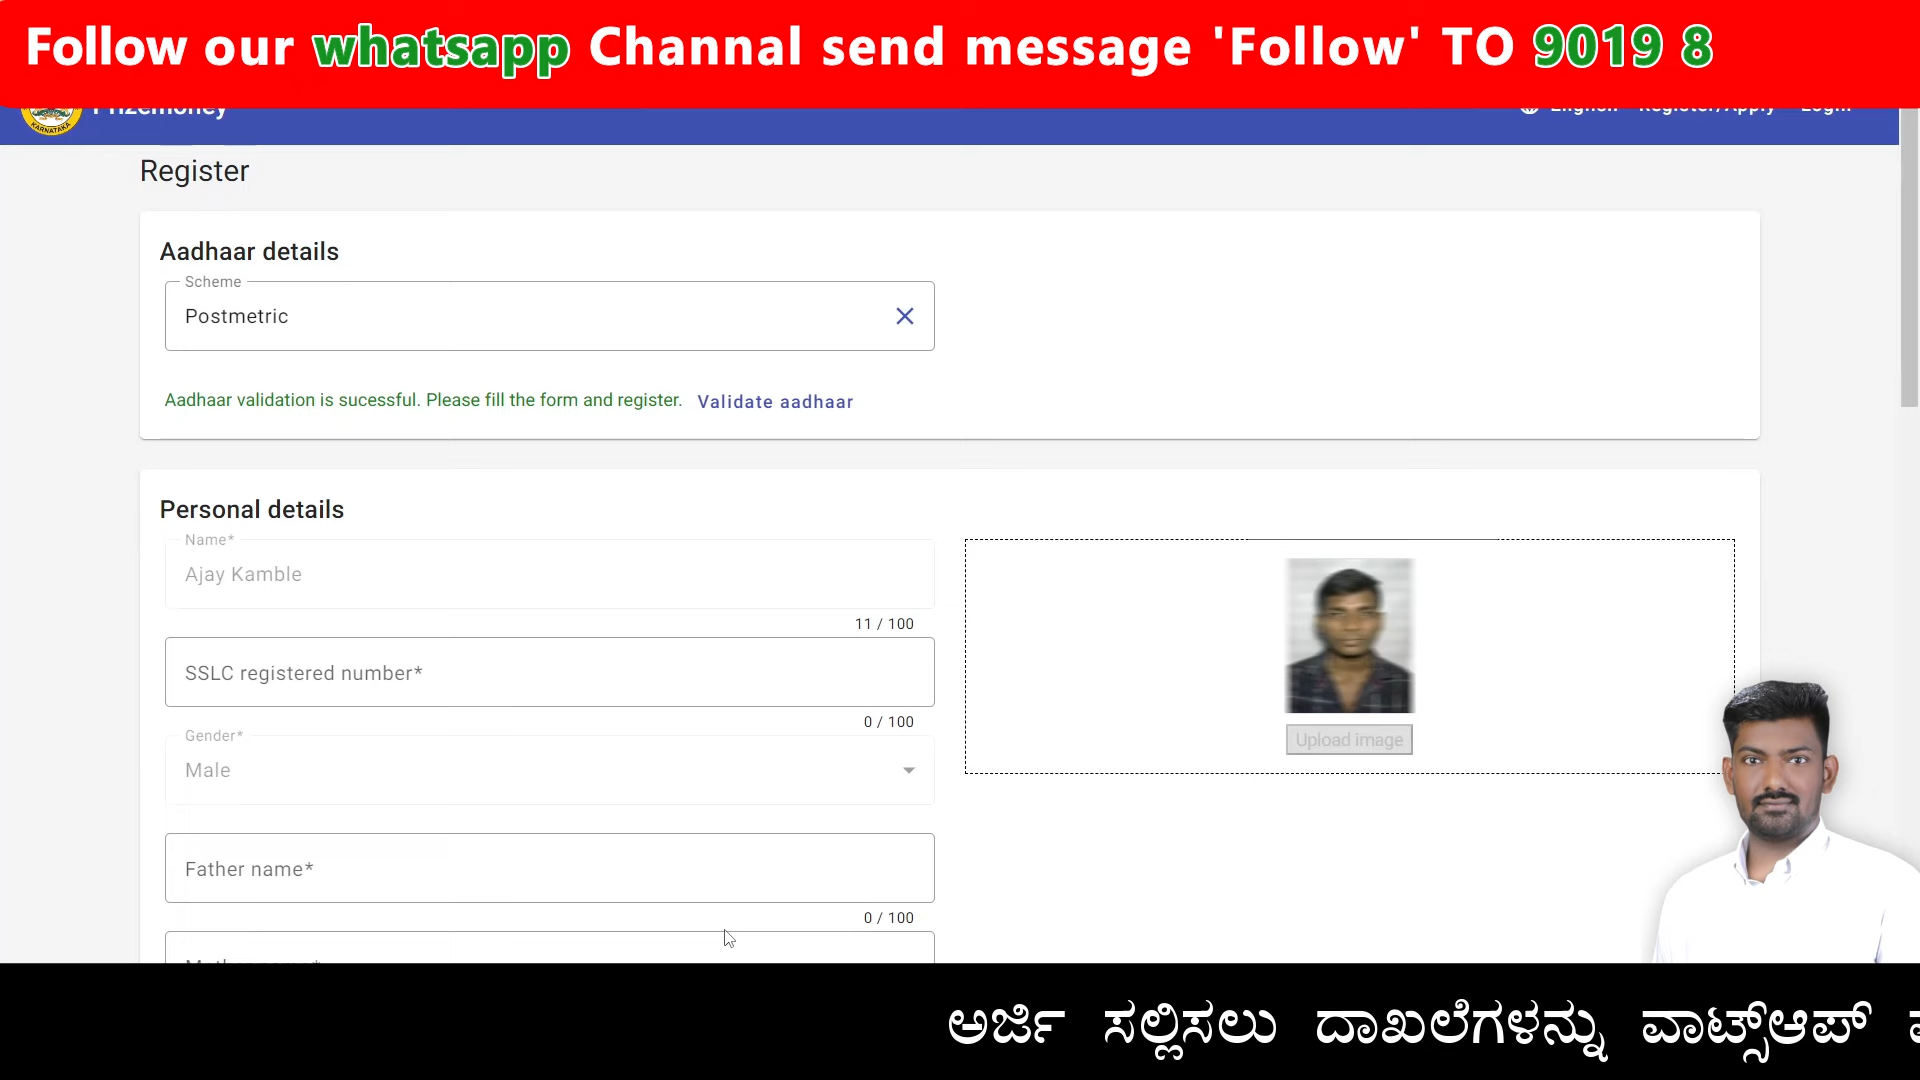 Follow our whatsapp Channal send message 'Follow' TO 9019 8
KARNATAKA
Prizemoney
English Register/Apply Login
Register
Aadhaar details
Scheme
Postmetric
Aadhaar validation is sucessful. Please fill the form and register. Validate aadhaar
Personal details
Name*
Ajay Kamble
11 / 100
SSLC registered number*
0 / 100
Upload image
Gender*
Male
Father name*
0 / 100
ಅರ್ಜಿ ಸಲ್ಲಿಸಲು ದಾಖಲೆಗಳನ್ನು ವಾಟ್ಸ್ಆಪ್